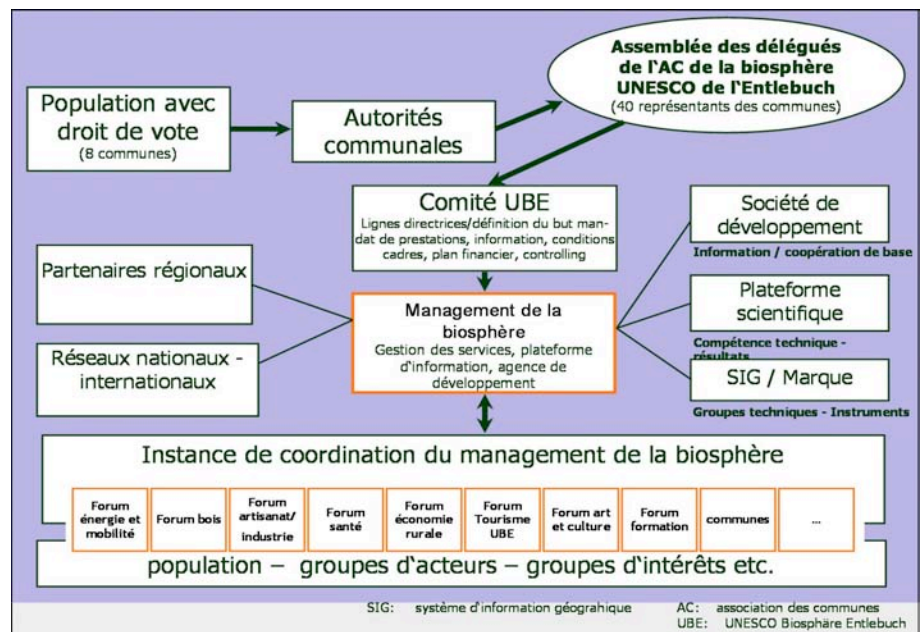 Assemblée des délégués
de l'AC de la biosphère
UNESCO de l'Entlebuch
(40 représentants des communes)
Population avec
droit de vote
(8 communes)
Autorités
communales
Comité UBE
Lignes directrices/définition du but man-
dat de prestations, information, conditions
cadres, plan financier, controlling
Société de
développement
Information / coopération de base
Partenaires régionaux
Management de la
biosphère
Gestion des services, plateforme
d'information, agence de
développement
Plateforme
scientifique
Compétence technique -
résultats
Réseaux nationaux -
internationaux
SIG / Marque
Groupes techniques - Instruments
Instance de coordination du management de la biosphère
Forum
énergie et
mobilité
Forum bois
Forum
artisanat/
industrie
Forum
santé
Forum
économie
rurale
Forum
Tourisme
UBE
Forum art
et culture
Forum
formation
communes
...
population – groupes d'acteurs – groupes d'intérêts etc.
SIG: système d'information géograhique
AC: association des communes
UBE: UNESCO Biosphäre Entlebuch